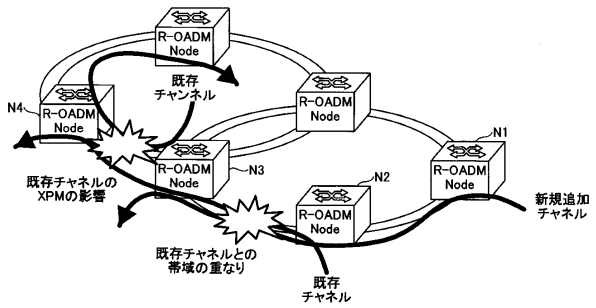 R-OADM
Node
既存
チャンネル
N4
R-OADM
Node
R-OADM
Node
N1
R-OADM
Node
既存チャネルの
XPMの影響
R-OADM
Node
N3
N2
R-OADM
Node
新規追加
チャネル
既存チャネルとの
帯域の重なり
既存
チャネル